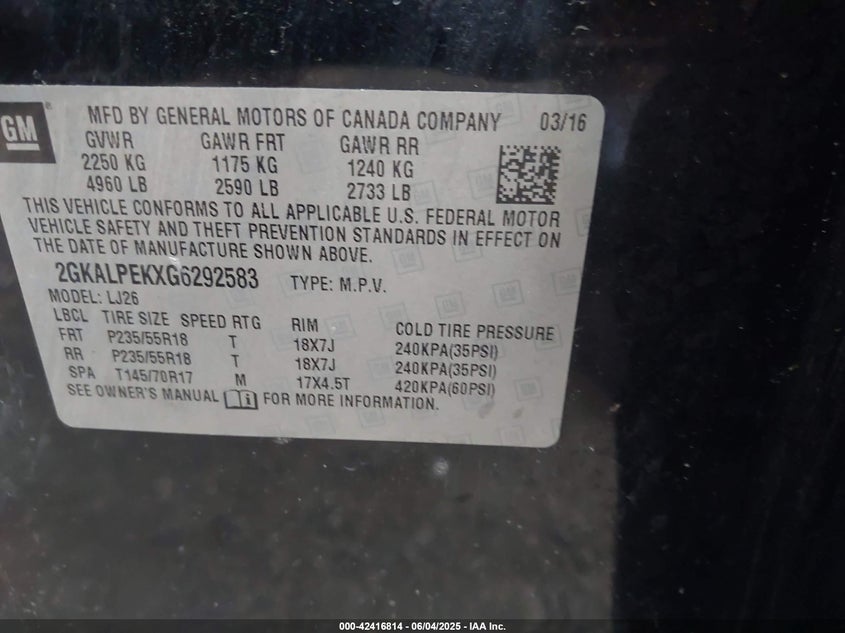 GM
MFD BY GENERAL MOTORS OF CANADA COMPANY 03/16
GVWR GAWR FRT GAWR RR
2250 KG 1175 KG 1240 KG
4960 LB 2590 LB 2733 LB
THIS VEHICLE CONFORMS TO ALL APPLICABLE U.S. FEDERAL MOTOR
VEHICLE SAFETY AND THEFT PREVENTION STANDARDS IN EFFECT ON
THE DATE OF MANUFACTURE SHOWN ABOVE.
2GKALPEKXG6292583 TYPE: M.P.V.
MODEL: LJ26
LBCL TIRE SIZE SPEED RTG RIM COLD TIRE PRESSURE
FRT P235/55R18 T 18X7J 240KPA(35PSI)
RR P235/55R18 T 18X7J 240KPA(35PSI)
SPA T145/70R17 M 17X4.5T 420KPA(60PSI)
SEE OWNER'S MANUAL FOR MORE INFORMATION.
000-42416814 | 06/04/2025 - IAA Inc.